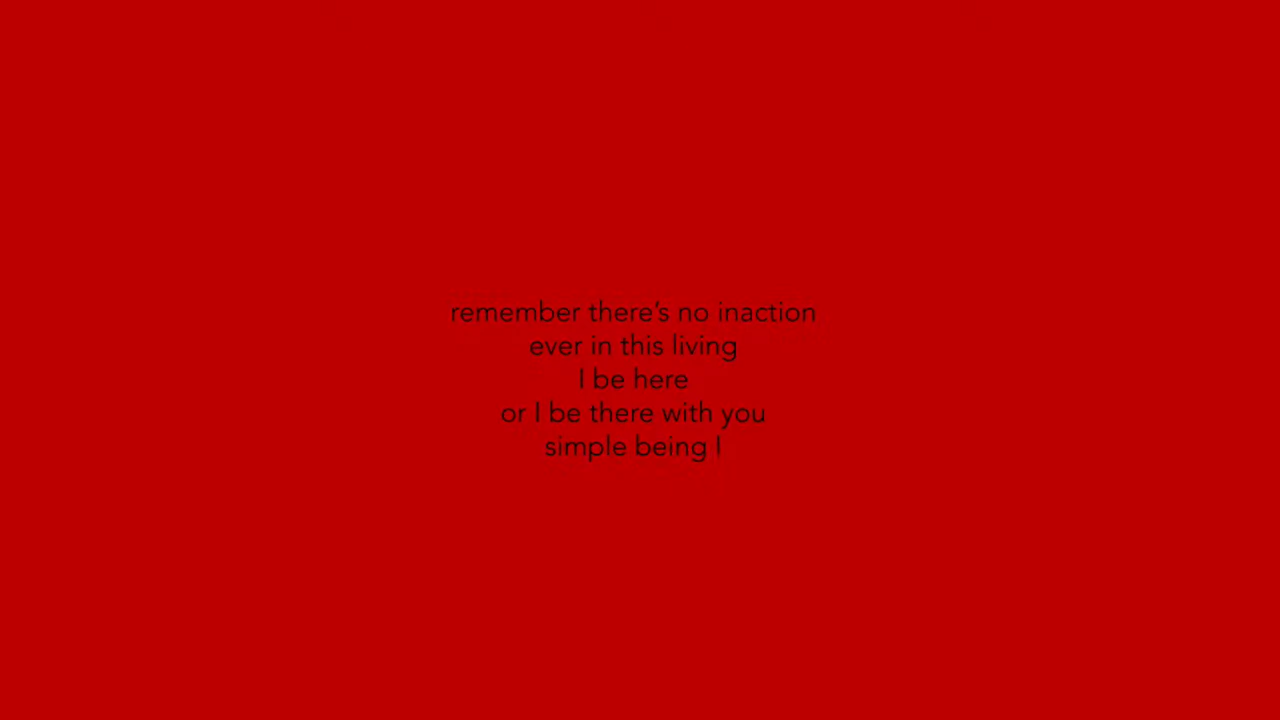 remember there's no inaction
ever in this living
I be here
or I be there with you
simple being I